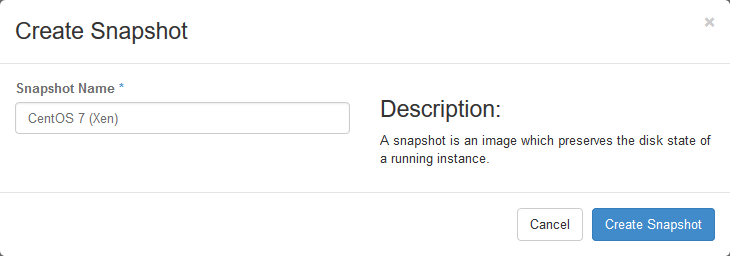 Create Snapshot
×
Snapshot Name *
CentOS 7 (Xen)
Description:
A snapshot is an image which preserves the disk state of
a running instance.
Cancel
Create Snapshot